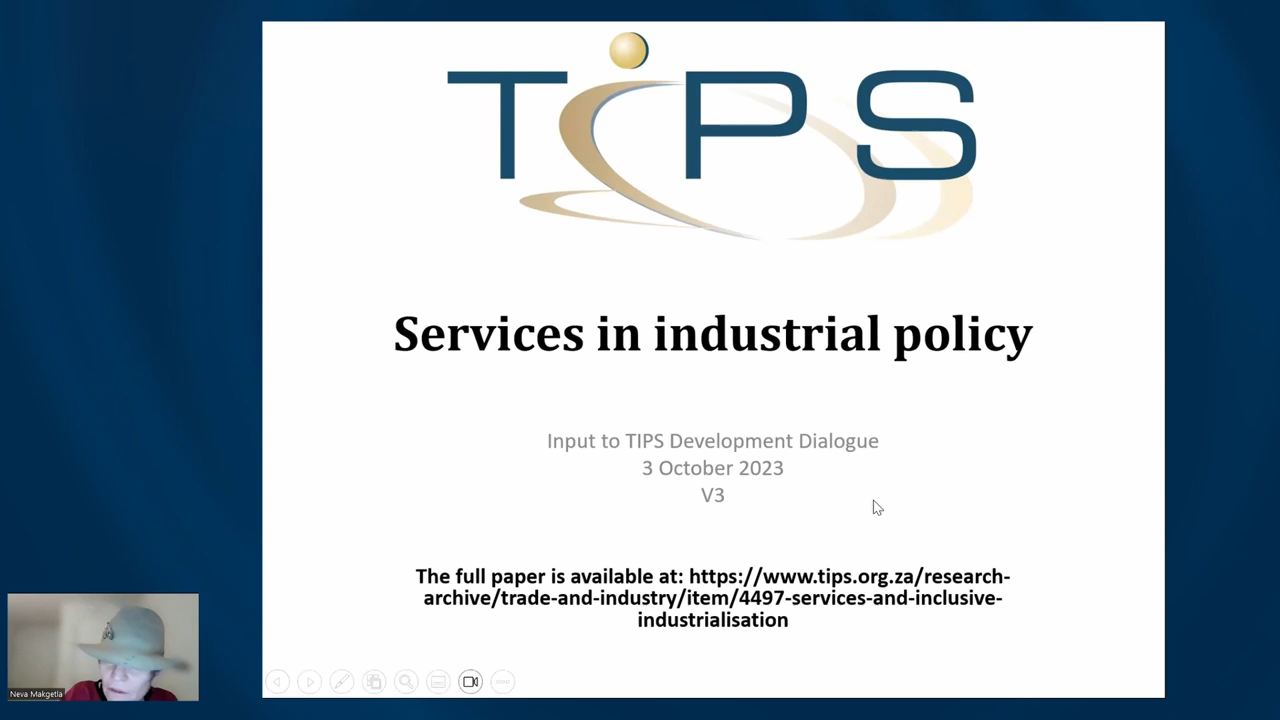 TiPS
Services in industrial policy
Input to TIPS Development Dialogue
3 October 2023
V3
The full paper is available at: https://www.tips.org.za/research-
archive/trade-and-industry/item/4497-services-and-inclusive-
industrialisation
Neva Makgetla